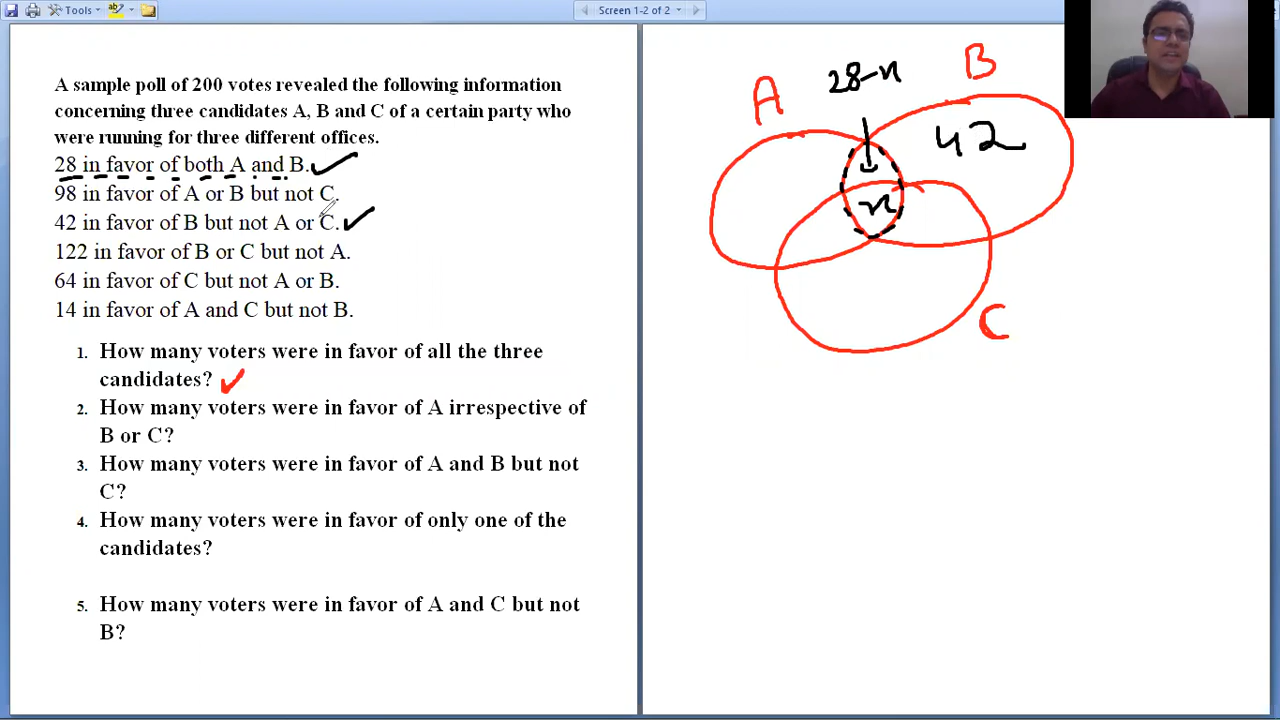 Tools
Screen 1-2 of 2
A sample poll of 200 votes revealed the following information
concerning three candidates A, B and C of a certain party who
were running for three different offices.
28 in favor of both A and B.
98 in favor of A or B but not C.
42 in favor of B but not A or C.
122 in favor of B or C but not A.
64 in favor of C but not A or B.
14 in favor of A and C but not B.
1. How many voters were in favor of all the three
candidates?
2. How many voters were in favor of A irrespective of
B or C?
3. How many voters were in favor of A and B but not
C?
4. How many voters were in favor of only one of the
candidates?
5. How many voters were in favor of A and C but not
B?
A
28-x
B
42
x
C